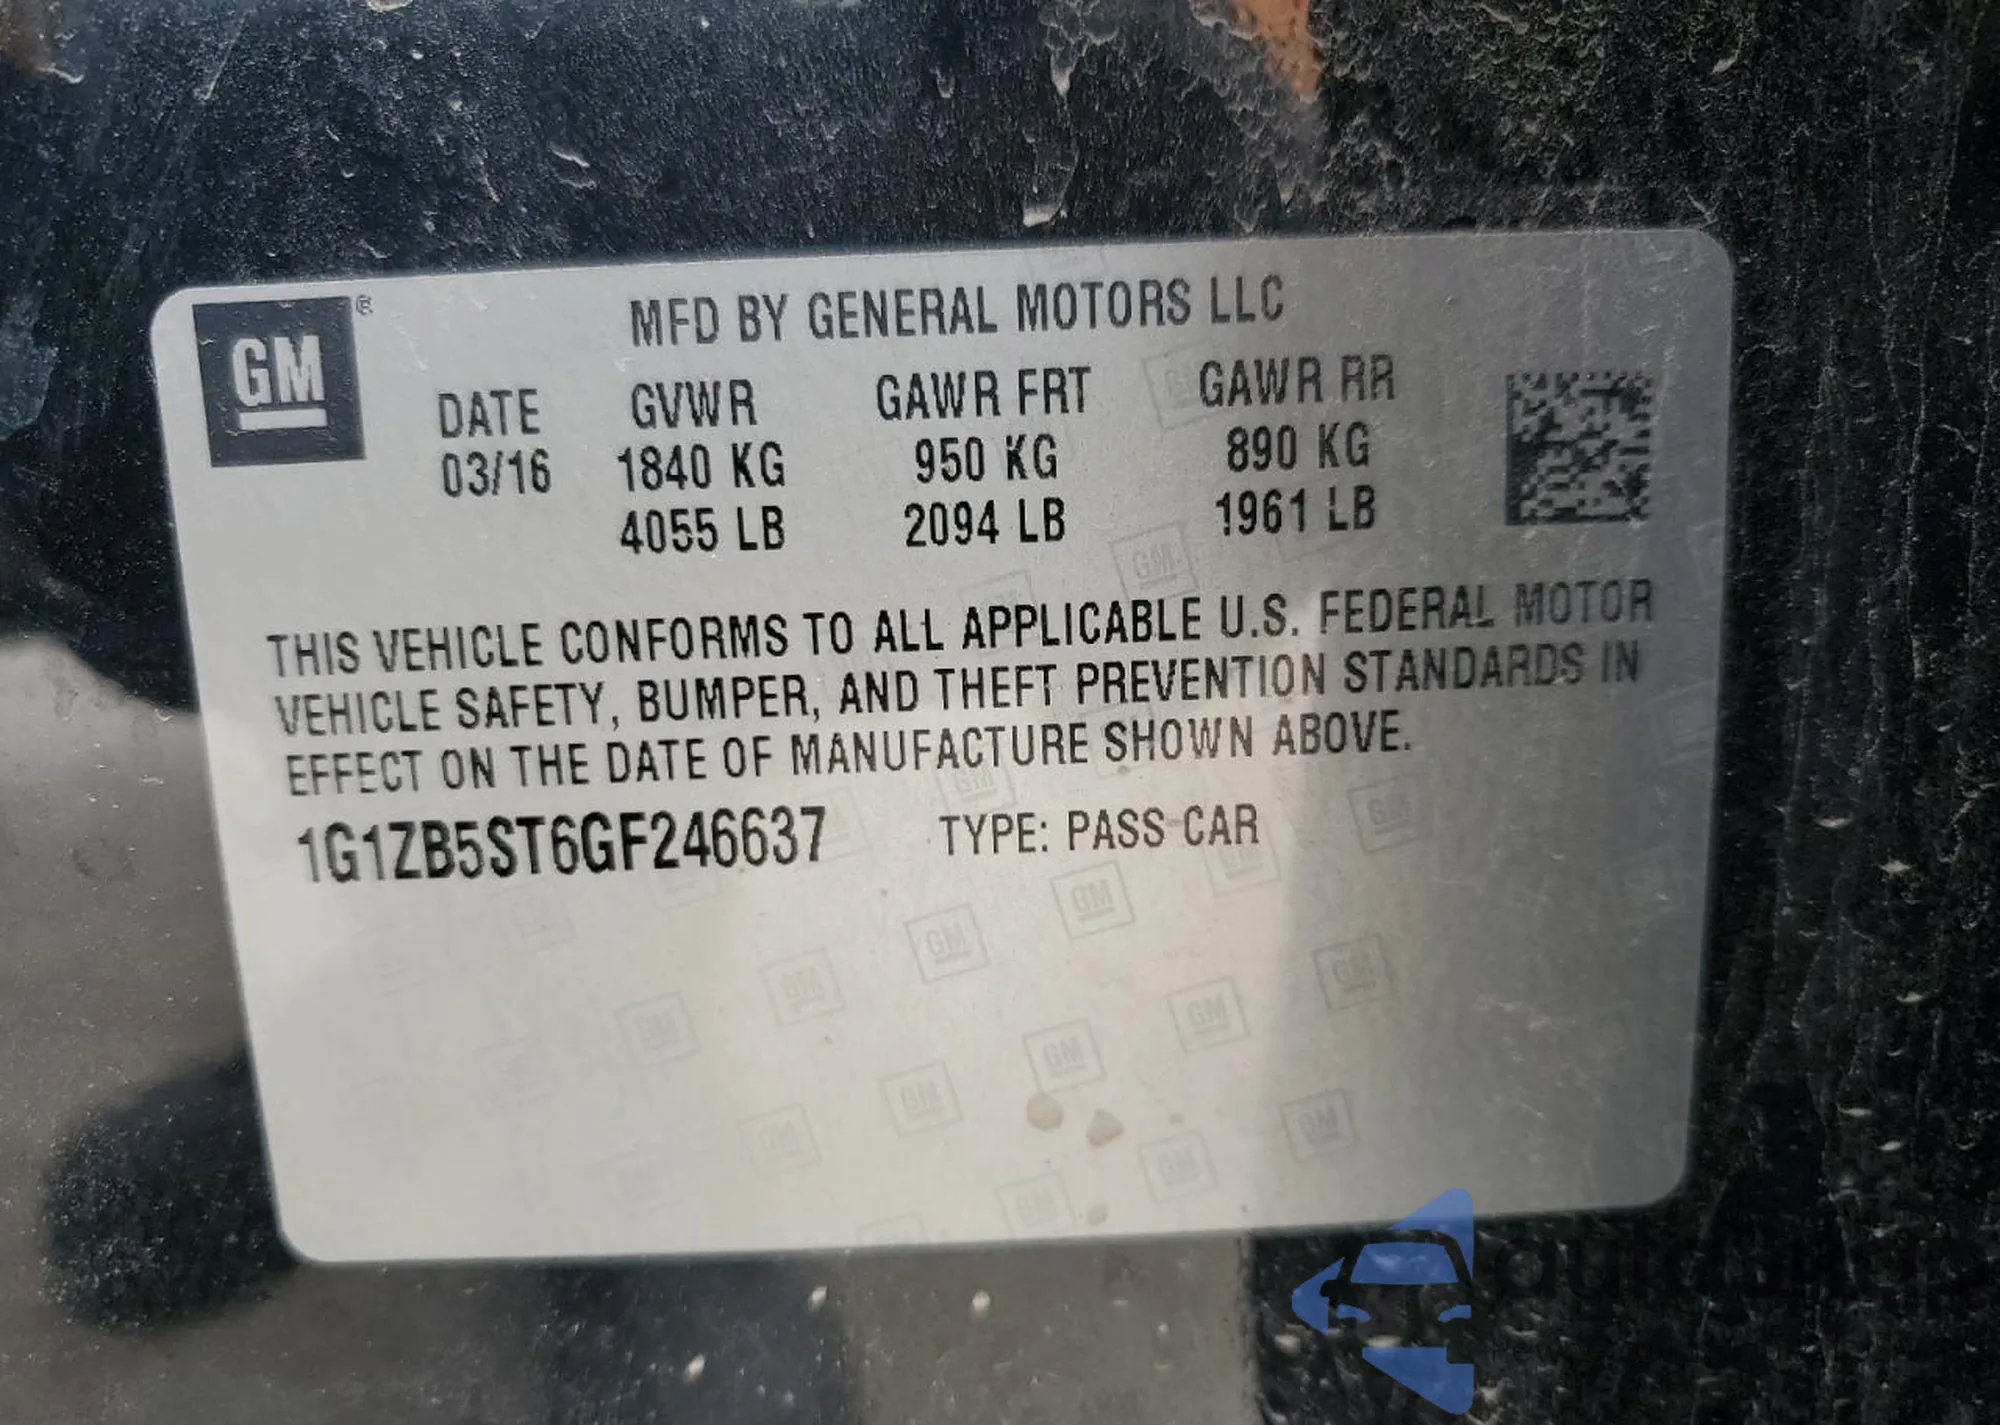 GM ®
MFD BY GENERAL MOTORS LLC
DATE GVWR GAWR FRT GAWR RR
03/16 1840 KG 950 KG 890 KG
4055 LB 2094 LB 1961 LB
THIS VEHICLE CONFORMS TO ALL APPLICABLE U.S. FEDERAL MOTOR
VEHICLE SAFETY, BUMPER, AND THEFT PREVENTION STANDARDS IN
EFFECT ON THE DATE OF MANUFACTURE SHOWN ABOVE.
1G1ZB5ST6GF246637 TYPE: PASS CAR